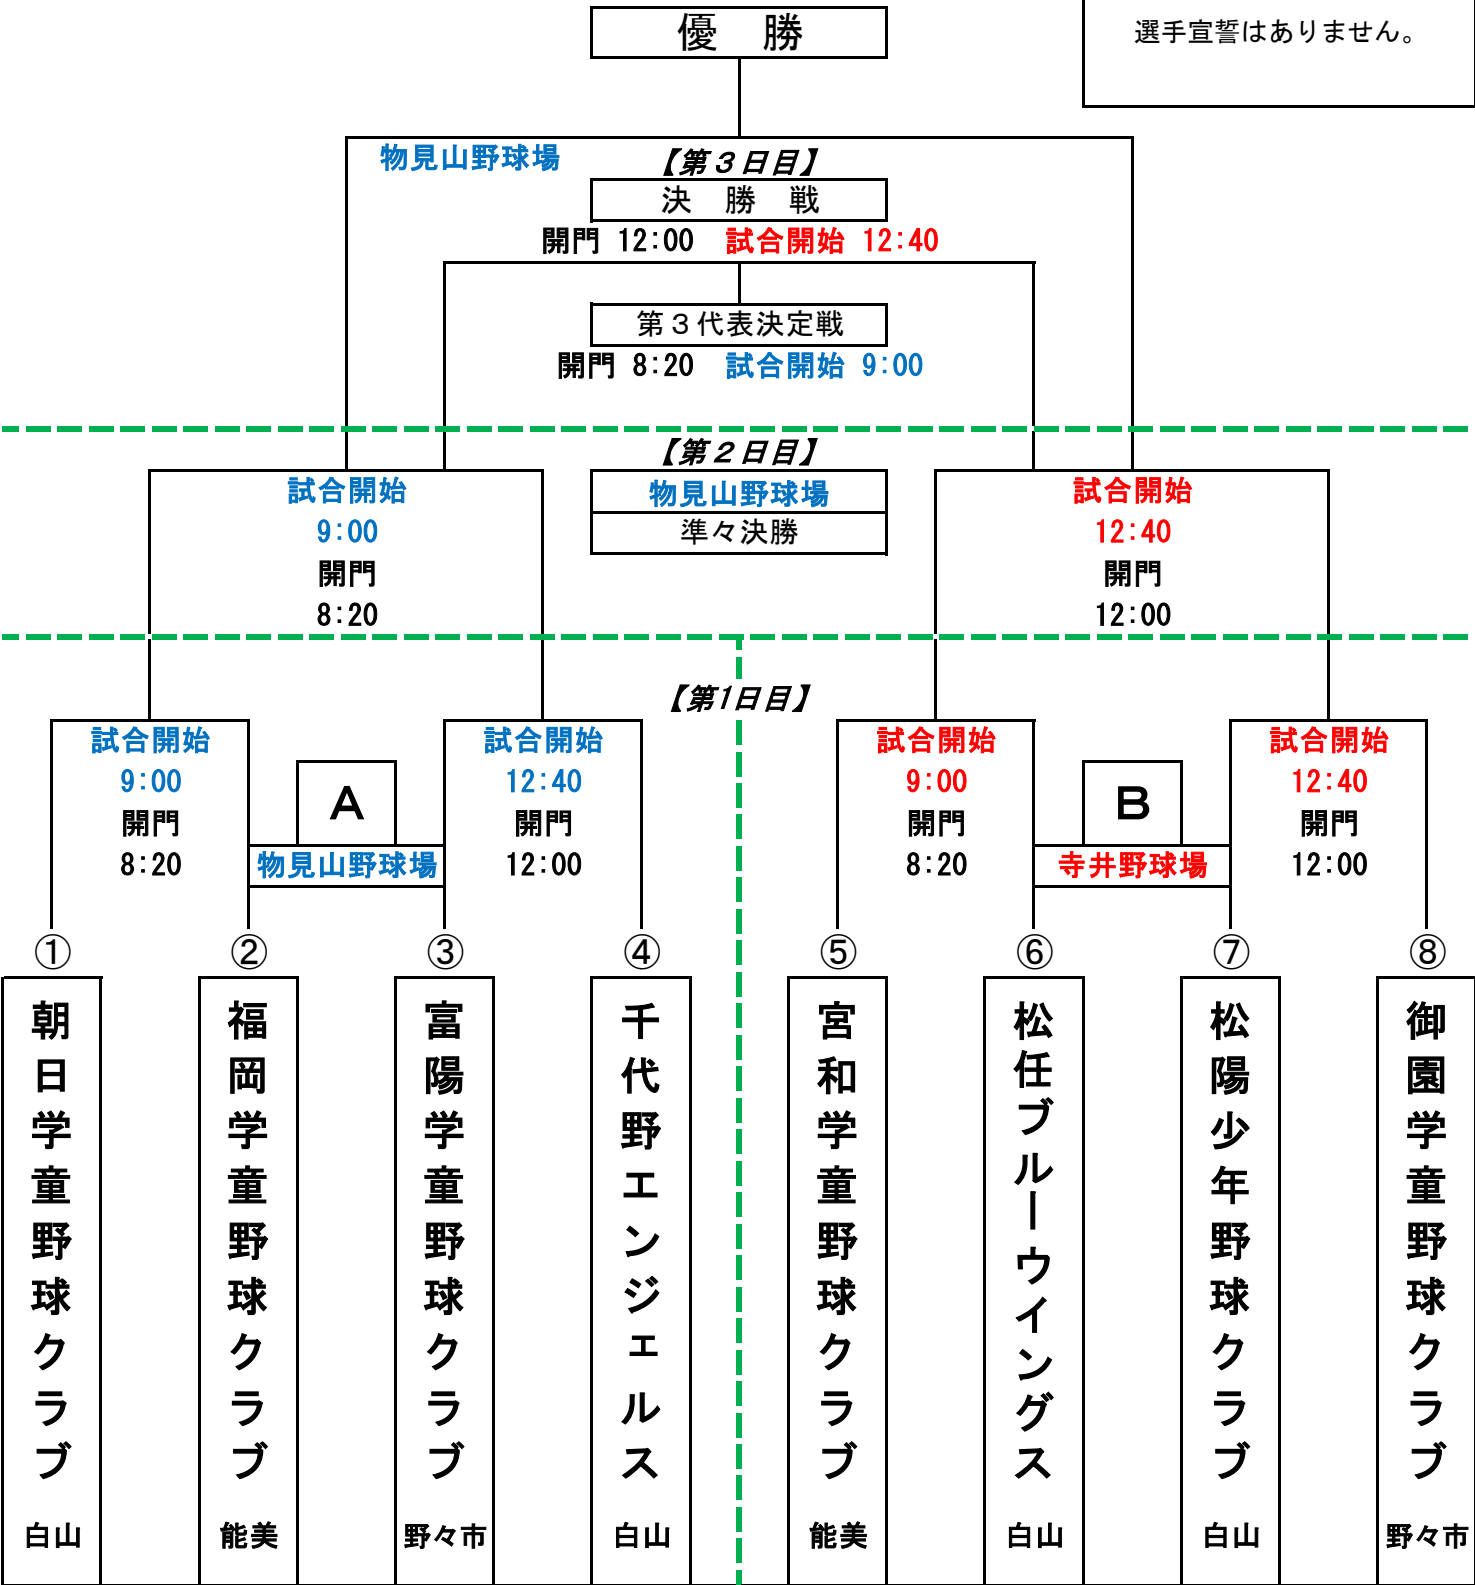 優　勝
選手宣誓はありません。
物見山野球場
【第３日目】
決　勝　戦
開門 12:00　試合開始 12:40
第３代表決定戦
開門 8:20　試合開始 9:00
【第２日目】
物見山野球場
準々決勝
試合開始
9:00
開門
8:20
試合開始
12:40
開門
12:00
【第1日目】
試合開始
9:00
開門
8:20
A
物見山野球場
試合開始
12:40
開門
12:00
試合開始
9:00
開門
8:20
B
寺井野球場
試合開始
12:40
開門
12:00
①
朝日学童野球クラブ
白山
②
福岡学童野球クラブ
能美
③
富陽学童野球クラブ
野々市
④
千代野エンジェルス
白山
⑤
宮和学童野球クラブ
能美
⑥
松任ブルーウイングス
白山
⑦
松陽少年野球クラブ
白山
⑧
御園学童野球クラブ
野々市